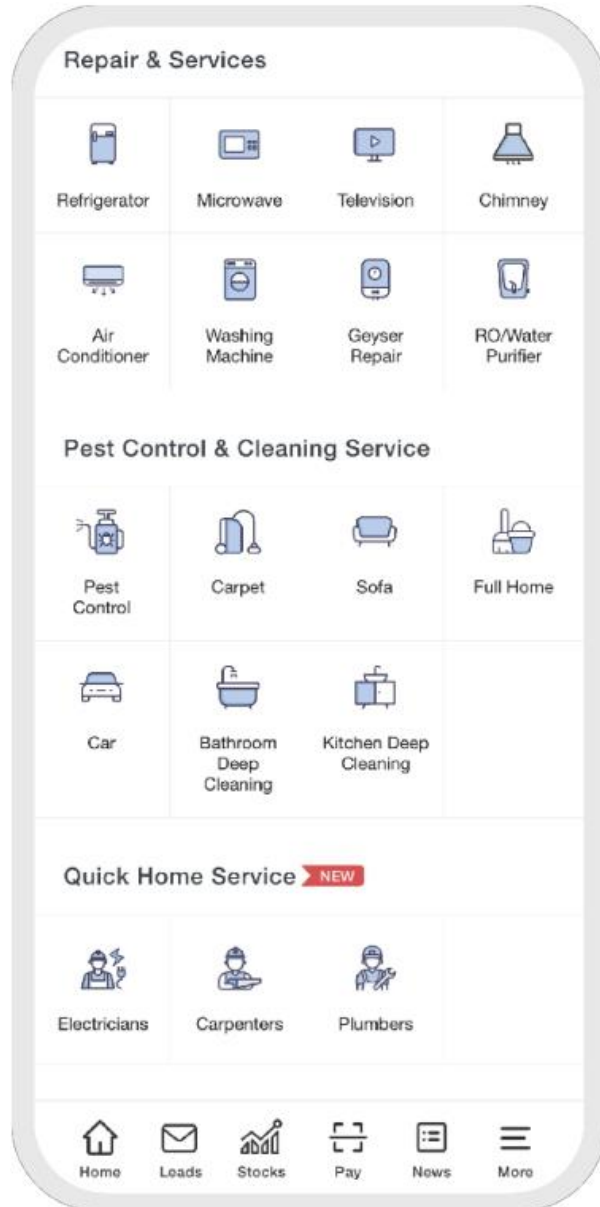 Repair & Services
Refrigerator
Microwave
Television
Chimney
Air
Conditioner
Washing
Machine
Geyser
Repair
RO/Water
Purifier
Pest Control & Cleaning Service
Pest
Control
Carpet
Sofa
Full Home
Car
Bathroom
Deep
Cleaning
Kitchen Deep
Cleaning
Quick Home Service NEW
Electricians
Carpenters
Plumbers
Home
Leads
Stocks
Pay
News
More